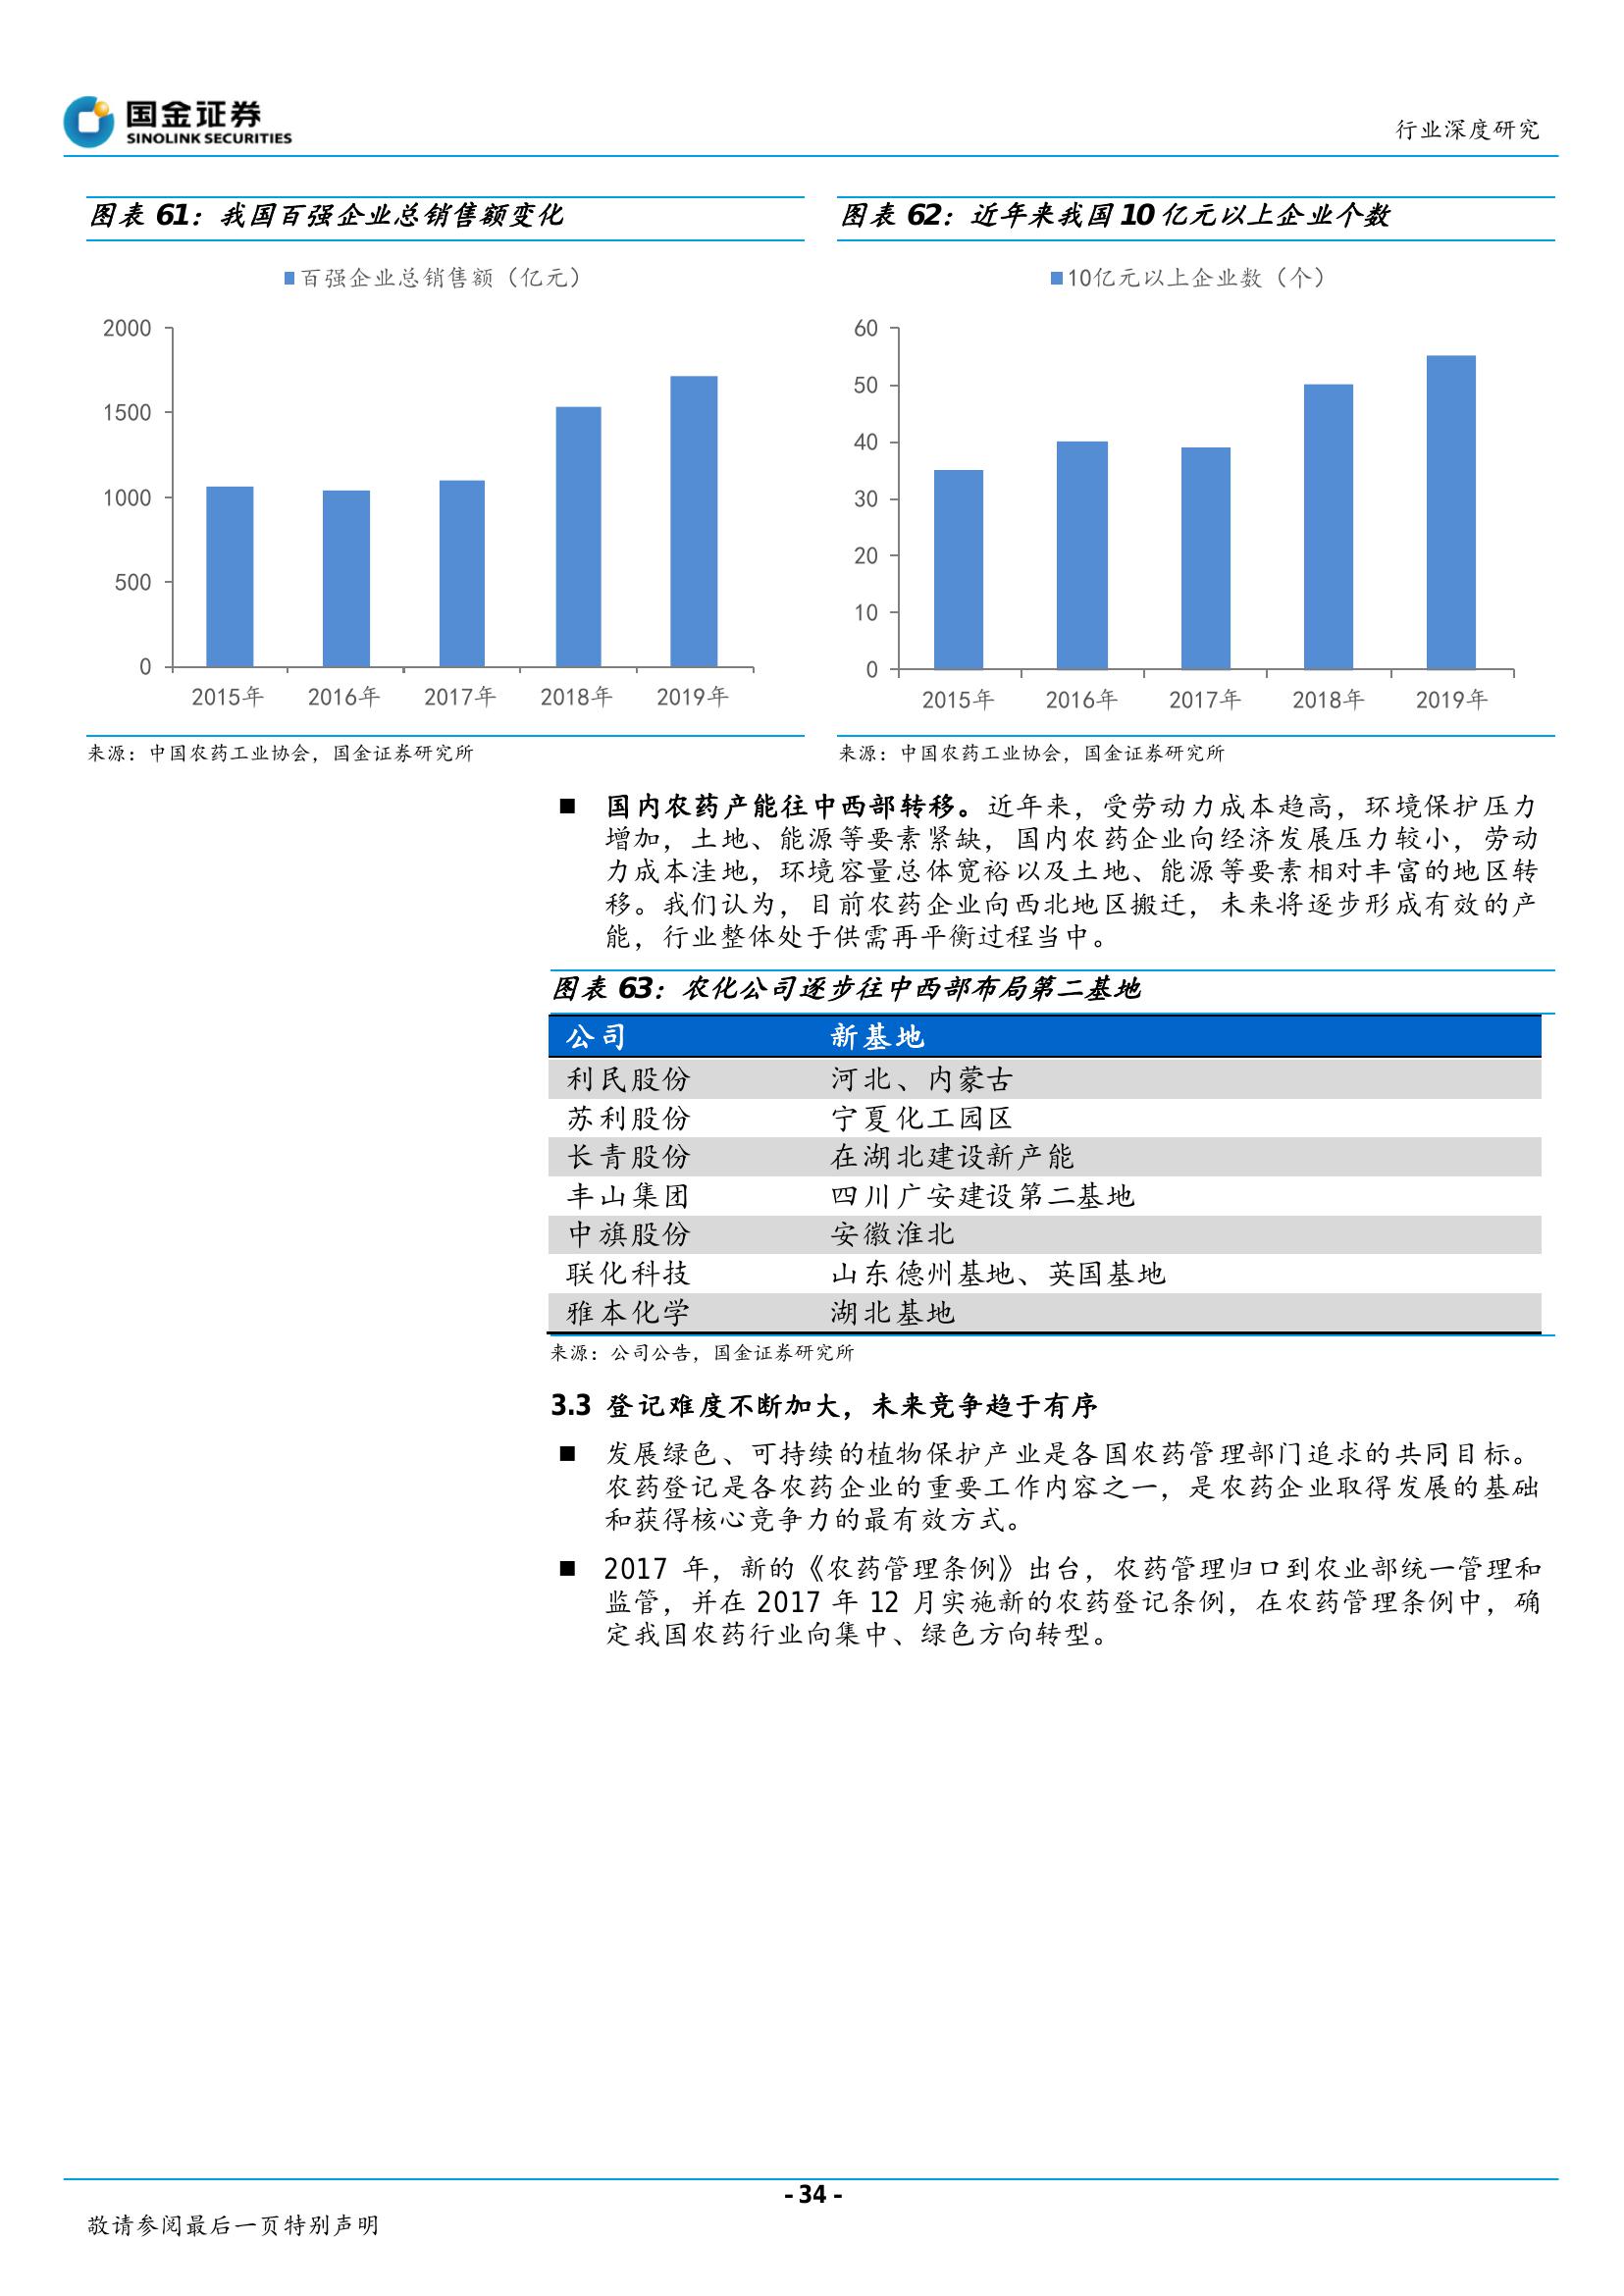 国金证券
SINOLINK SECURITIES
行业深度研究
图表 61：我国百强企业总销售额变化
百强企业总销售额（亿元）
2000
1500
1000
500
0
2015年 2016年 2017年 2018年 2019年
来源：中国农药工业协会，国金证券研究所
图表 62：近年来我国 10 亿元以上企业个数
10亿元以上企业数（个）
60
50
40
30
20
10
0
2015年 2016年 2017年 2018年 2019年
来源：中国农药工业协会，国金证券研究所
■ 国内农药产能往中西部转移。近年来，受劳动力成本趋高，环境保护压力
增加，土地、能源等要素紧缺，国内农药企业向经济发展压力较小，劳动
力成本洼地，环境容量总体宽裕以及土地、能源等要素相对丰富的地区转
移。我们认为，目前农药企业向西北地区搬迁，未来将逐步形成有效的产
能，行业整体处于供需再平衡过程当中。
图表 63：农化公司逐步往中西部布局第二基地
公司 新基地
利民股份 河北、内蒙古
苏利股份 宁夏化工园区
长青股份 在湖北建设新产能
丰山集团 四川广安建设第二基地
中旗股份 安徽淮北
联化科技 山东德州基地、英国基地
雅本化学 湖北基地
来源：公司公告，国金证券研究所
3.3 登记难度不断加大，未来竞争趋于有序
■ 发展绿色、可持续的植物保护产业是各国农药管理部门追求的共同目标。
农药登记是各农药企业的重要工作内容之一，是农药企业取得发展的基础
和获得核心竞争力的最有效方式。
■ 2017 年，新的《农药管理条例》出台，农药管理归口到农业部统一管理和
监管，并在 2017 年 12 月实施新的农药登记条例，在农药管理条例中，确
定我国农药行业向集中、绿色方向转型。
- 34 -
敬请参阅最后一页特别声明